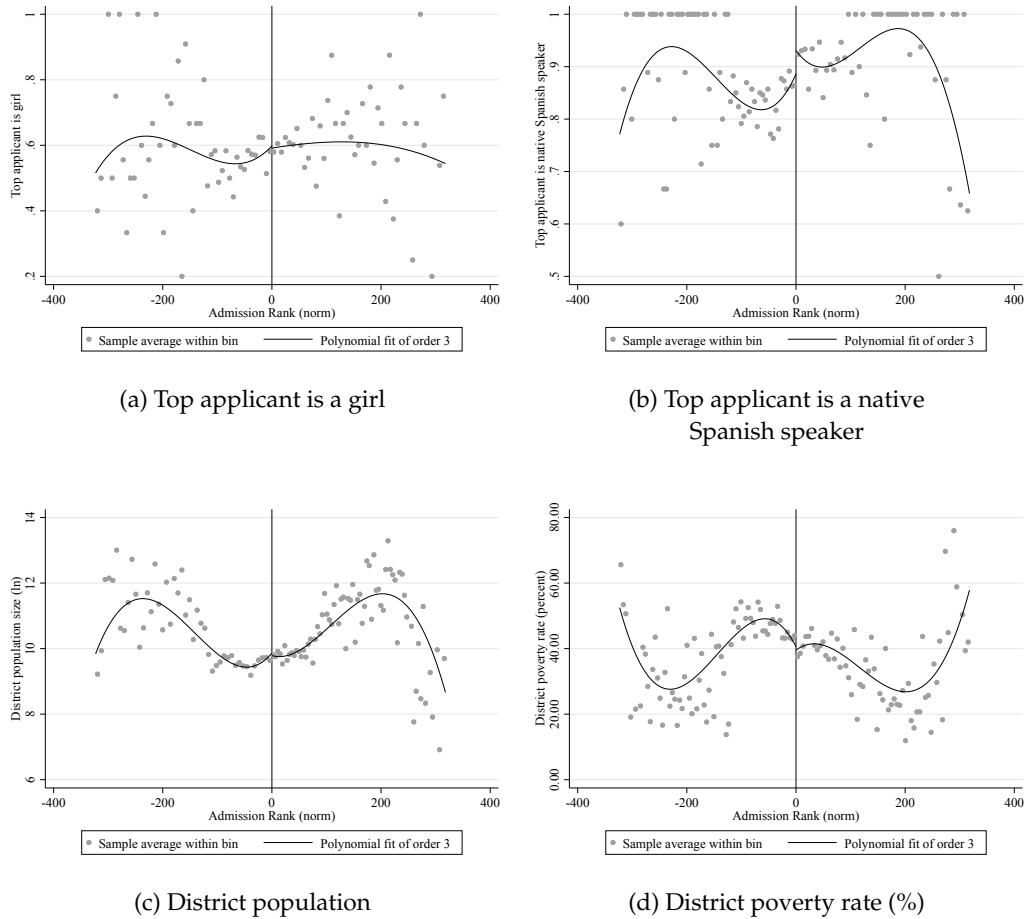 Top applicant is girl
.2 .4 .6 .8 1
-400 -200 0 200 400
Admission Rank (norm)
Sample average within bin Polynomial fit of order 3
(a) Top applicant is a girl
Top applicant is native Spanish speaker
.5 .6 .7 .8 .9 1
-400 -200 0 200 400
Admission Rank (norm)
Sample average within bin Polynomial fit of order 3
(b) Top applicant is a native
Spanish speaker
District population size (ln)
6 8 10 12 14
-400 -200 0 200 400
Admission Rank (norm)
Sample average within bin Polynomial fit of order 3
(c) District population
District poverty rate (percent)
0.00 20.00 40.00 60.00 80.00
-400 -200 0 200 400
Admission Rank (norm)
Sample average within bin Polynomial fit of order 3
(d) District poverty rate (%)